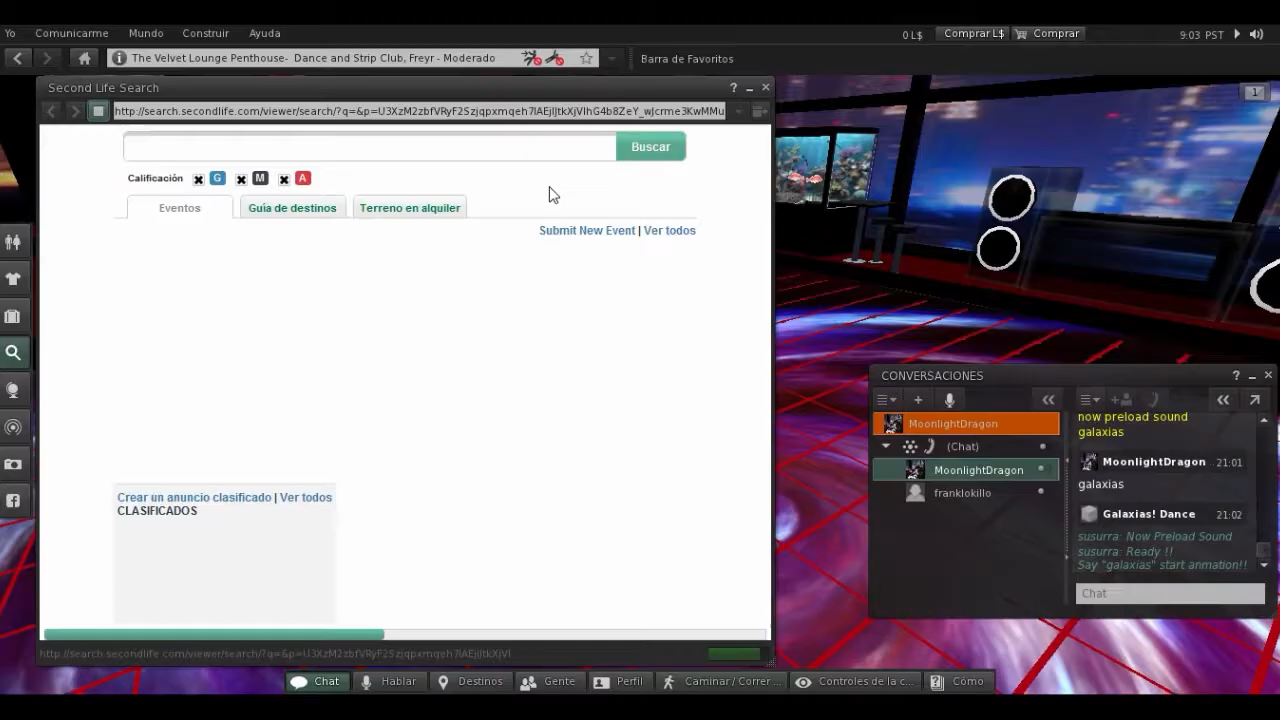 Yo Comunicarme Mundo Construir Ayuda 0 L$ Comprar L$ Comprar 9:03 PST
The Velvet Lounge Penthouse- Dance and Strip Club, Freyr - Moderado Barra de Favoritos
Second Life Search ?
1
Buscar
Calificación G M A
Eventos Guía de destinos Terreno en alquiler
Submit New Event | Ver todos
Crear un anuncio clasificado | Ver todos
CLASIFICADOS
CONVERSACIONES ?
MoonlightDragon
(Chat)
MoonlightDragon
franklokillo
now preload sound
galaxias
MoonlightDragon 21:01
galaxias
Galaxias! Dance 21:02
susurra: Now Preload Sound
susurra: Ready !!
Say "galaxias" start anmation!!
Chat
Chat Hablar Destinos Gente Perfil Caminar / Correr ... Controles de la c... Cómo